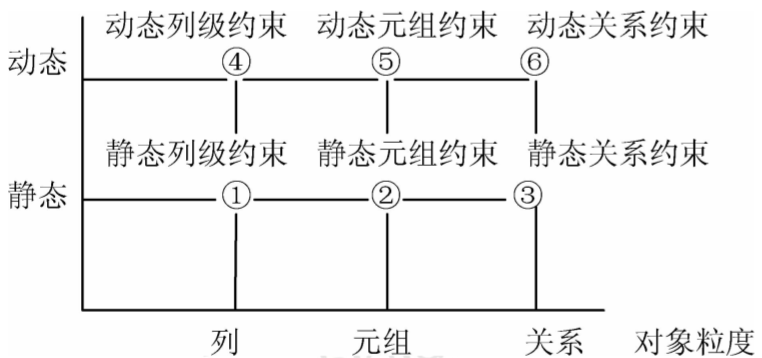 动态列级约束 动态元组约束 动态关系约束
动态 ④ ⑤ ⑥
静态列级约束 静态元组约束 静态关系约束
静态 ① ② ③
列 元组 关系 对象粒度